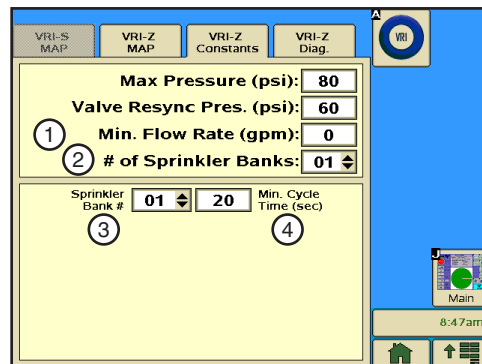 VRI-S MAP
VRI-Z MAP
VRI-Z Constants
VRI-Z Diag.
A
VRI
Max Pressure (psi): 80
Valve Resync Pres. (psi): 60
1 Min. Flow Rate (gpm): 0
2 # of Sprinkler Banks: 01
Sprinkler Bank # 01 20 Min. Cycle Time (sec)
3 4
J
Main
8:47am